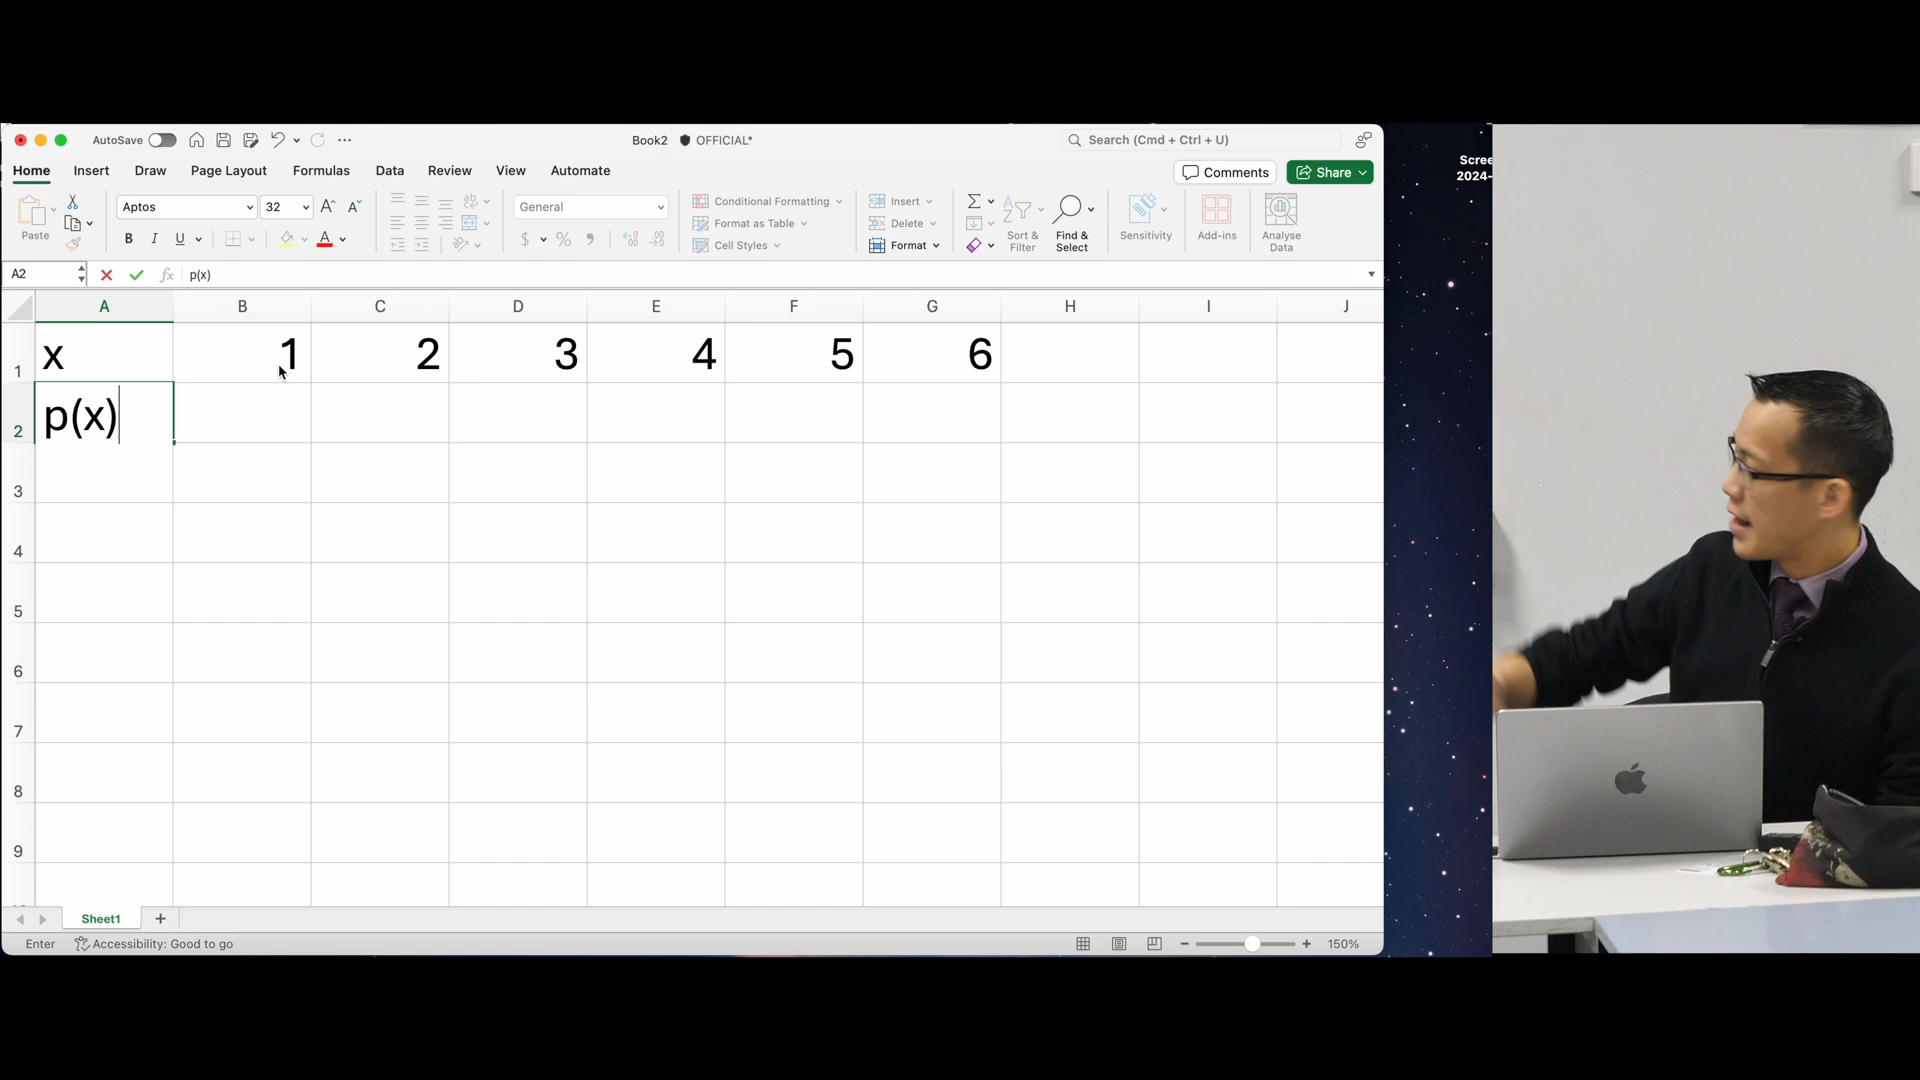 AutoSave
Book2 OFFICIAL*
Search (Cmd + Ctrl + U)
Home Insert Draw Page Layout Formulas Data Review View Automate
Comments Share
Scree
2024-
Paste
Aptos 32
B I U
General
Conditional Formatting
Format as Table
Cell Styles
Insert
Delete
Format
Sort & Filter
Find & Select
Sensitivity
Add-ins
Analyse Data
A2 fx p(x)
A B C D E F G H I J
1 x 1 2 3 4 5 6
2 p(x)
3
4
5
6
7
8
9
Sheet1
Enter Accessibility: Good to go 150%